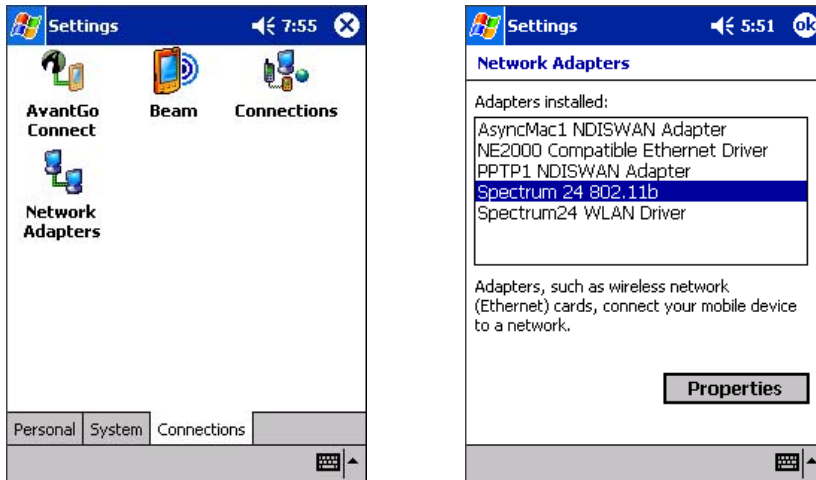 Settings 7:55
AvantGo Connect
Beam
Connections
Network Adapters
Personal System Connections
Settings 5:51 ok
Network Adapters
Adapters installed:
AsyncMac1 NDISWAN Adapter
NE2000 Compatible Ethernet Driver
PPTP1 NDISWAN Adapter
Spectrum 24 802.11b
Spectrum24 WLAN Driver
Adapters, such as wireless network
(Ethernet) cards, connect your mobile device
to a network.
Properties